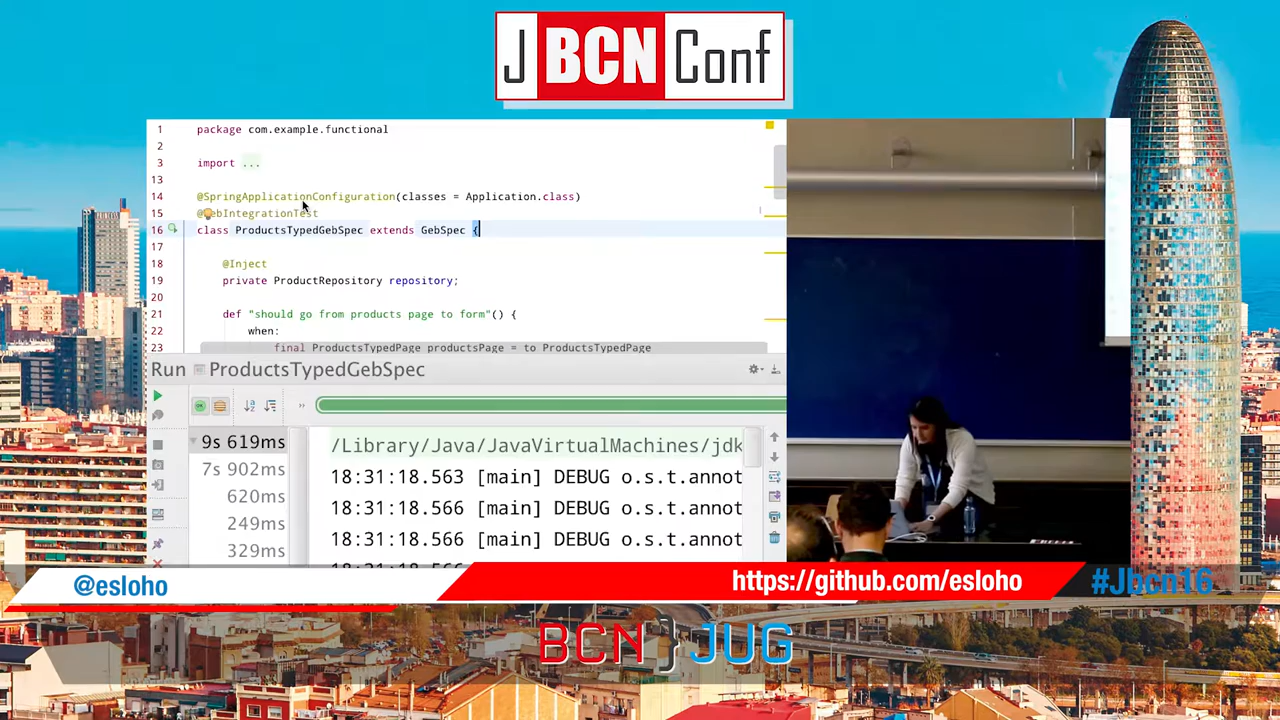 J BCN Conf
1 package com.example.functional
2
3 import ...
13
14 @SpringApplicationConfiguration(classes = Application.class)
15 @WebIntegrationTest
16 class ProductsTypedGebSpec extends GebSpec {
17
18 @Inject
19 private ProductRepository repository;
20
21 def "should go from products page to form"() {
22 when:
23 final ProductsTypedPage productsPage = to ProductsTypedPage
Run ProductsTypedGebSpec
9s 619ms
7s 902ms
620ms
249ms
329ms
/Library/Java/JavaVirtualMachines/jdk
18:31:18.563 [main] DEBUG o.s.t.annot
18:31:18.566 [main] DEBUG o.s.t.annot
18:31:18.566 [main] DEBUG o.s.t.annot
@esloho
https://github.com/esloho
#Jbcn16
BCN } JUG